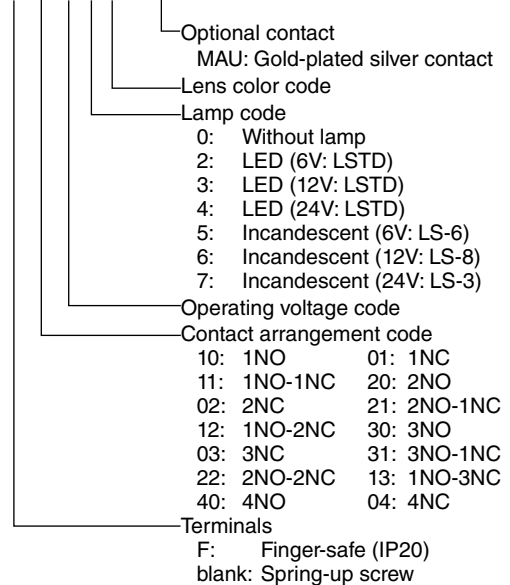 Optional contact
MAU: Gold-plated silver contact
Lens color code
Lamp code
0: Without lamp
2: LED (6V: LSTD)
3: LED (12V: LSTD)
4: LED (24V: LSTD)
5: Incandescent (6V: LS-6)
6: Incandescent (12V: LS-8)
7: Incandescent (24V: LS-3)
Operating voltage code
Contact arrangement code
10: 1NO 01: 1NC
11: 1NO-1NC 20: 2NO
02: 2NC 21: 2NO-1NC
12: 1NO-2NC 30: 3NO
03: 3NC 31: 3NO-1NC
22: 2NO-2NC 13: 1NO-3NC
40: 4NO 04: 4NC
Terminals
F: Finger-safe (IP20)
blank: Spring-up screw